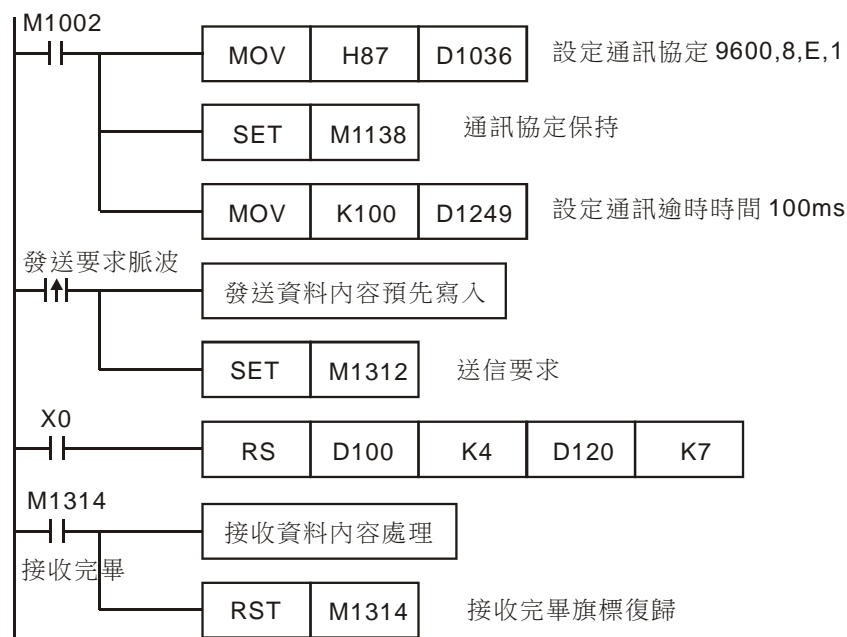 M1002
MOV H87 D1036 設定通訊協定 9600,8,E,1
SET M1138 通訊協定保持
MOV K100 D1249 設定通訊逾時時間 100ms
發送要求脈波
發送資料內容預先寫入
SET M1312 送信要求
X0
RS D100 K4 D120 K7
M1314
接收資料內容處理
接收完畢
RST M1314 接收完畢旗標復歸